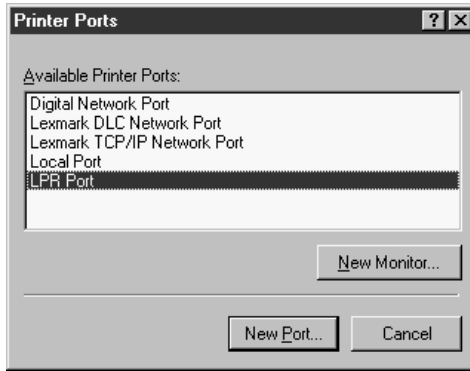 Printer Ports
Available Printer Ports:
Digital Network Port
Lexmark DLC Network Port
Lexmark TCP/IP Network Port
Local Port
LPR Port
New Monitor...
New Port...
Cancel